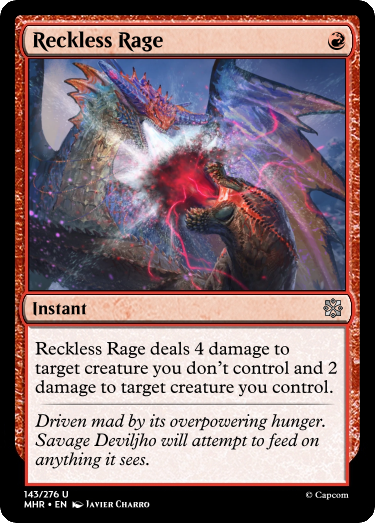 Reckless Rage
Instant
Reckless Rage deals 4 damage to
target creature you don't control and 2
damage to target creature you control.
Driven mad by its overpowering hunger.
Savage Deviljho will attempt to feed on
anything it sees.
143/276 U
MHR • EN Javier Charro
© Capcom